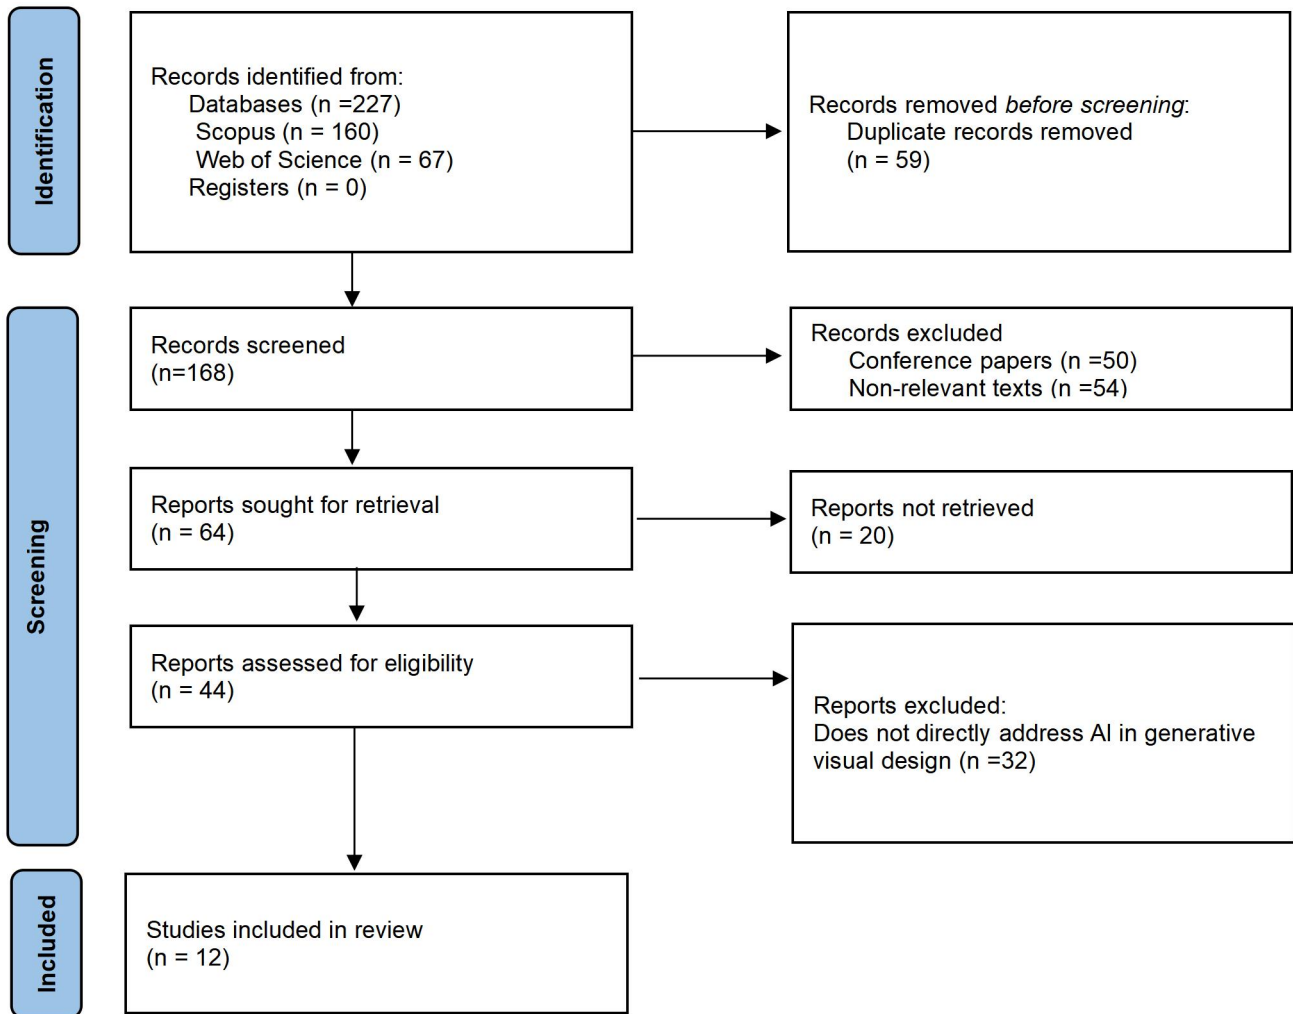 Identification
Records identified from:
Databases (n =227)
Scopus (n = 160)
Web of Science (n = 67)
Registers (n = 0)
Records removed before screening:
Duplicate records removed
(n = 59)
Screening
Records screened
(n=168)
Records excluded
Conference papers (n =50)
Non-relevant texts (n =54)
Reports sought for retrieval
(n = 64)
Reports not retrieved
(n = 20)
Reports assessed for eligibility
(n = 44)
Reports excluded:
Does not directly address AI in generative
visual design (n =32)
Included
Studies included in review
(n = 12)